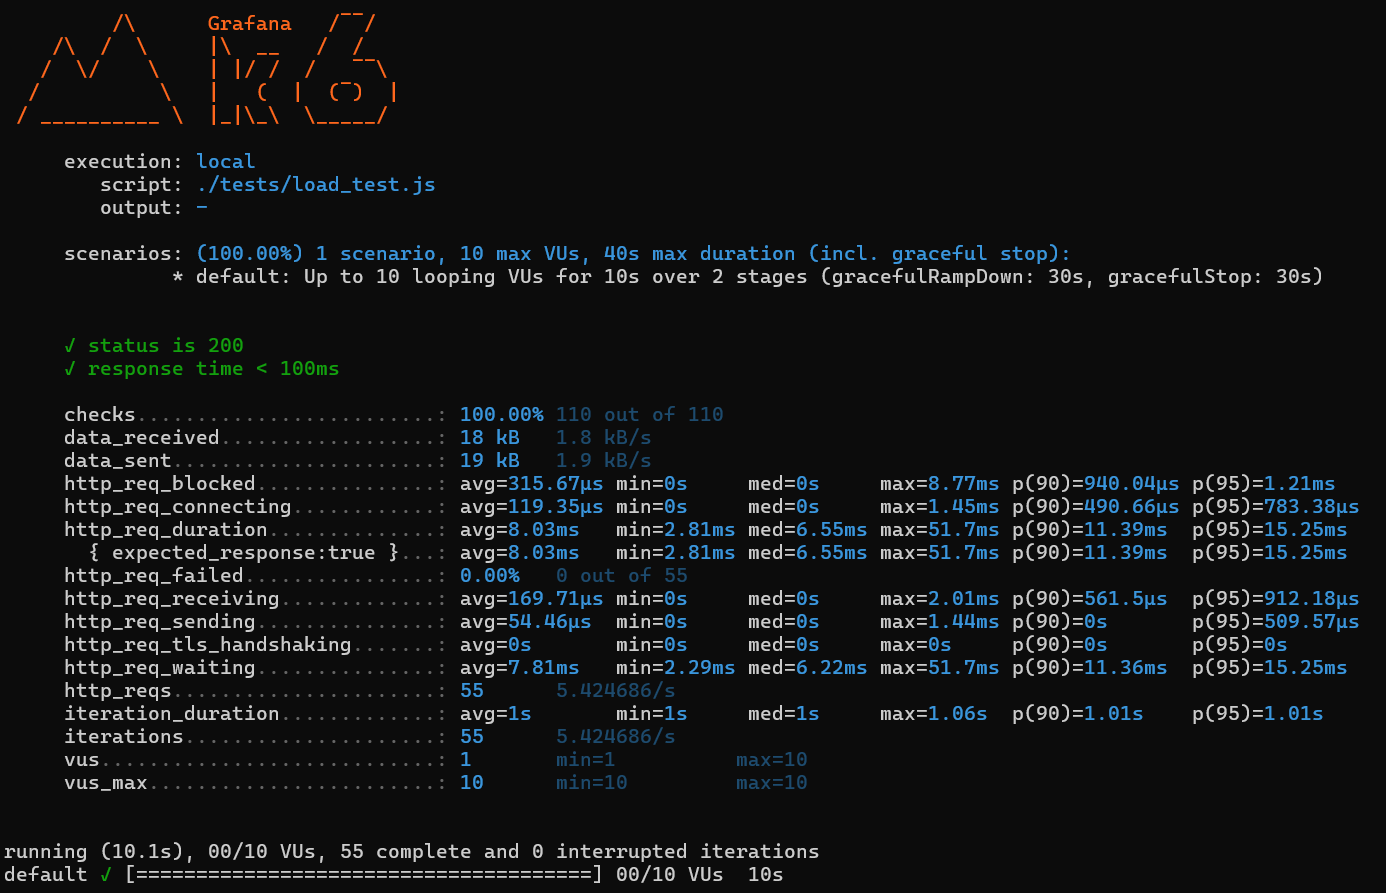 /\      Grafana   /‾‾/
    /\  /  \     |\  __   /  /
   /  \/    \    | |/ /  /   ‾‾\
  /          \   |   (  |  (‾)  |
 / __________ \  |_|\_\  \_____/
     execution: local
        script: ./tests/load_test.js
        output: -
     scenarios: (100.00%) 1 scenario, 10 max VUs, 40s max duration (incl. graceful stop):
              * default: Up to 10 looping VUs for 10s over 2 stages (gracefulRampDown: 30s, gracefulStop: 30s)
     ✓ status is 200
     ✓ response time < 100ms
     checks.........................: 100.00% 110 out of 110
     data_received..................: 18 kB   1.8 kB/s
     data_sent......................: 19 kB   1.9 kB/s
     http_req_blocked...............: avg=315.67µs min=0s     med=0s     max=8.77ms p(90)=940.04µs p(95)=1.21ms
     http_req_connecting............: avg=119.35µs min=0s     med=0s     max=1.45ms p(90)=490.66µs p(95)=783.38µs
     http_req_duration..............: avg=8.03ms   min=2.81ms med=6.55ms max=51.7ms p(90)=11.39ms  p(95)=15.25ms
       { expected_response:true }...: avg=8.03ms   min=2.81ms med=6.55ms max=51.7ms p(90)=11.39ms  p(95)=15.25ms
     http_req_failed................: 0.00%   0 out of 55
     http_req_receiving.............: avg=169.71µs min=0s     med=0s     max=2.01ms p(90)=561.5µs  p(95)=912.18µs
     http_req_sending...............: avg=54.46µs  min=0s     med=0s     max=1.44ms p(90)=0s       p(95)=509.57µs
     http_req_tls_handshaking.......: avg=0s       min=0s     med=0s     max=0s     p(90)=0s       p(95)=0s
     http_req_waiting...............: avg=7.81ms   min=2.29ms med=6.22ms max=51.7ms p(90)=11.36ms  p(95)=15.25ms
     http_reqs......................: 55      5.424686/s
     iteration_duration.............: avg=1s       min=1s     med=1s     max=1.06s  p(90)=1.01s    p(95)=1.01s
     iterations.....................: 55      5.424686/s
     vus............................: 1       min=1          max=10
     vus_max........................: 10      min=10         max=10
running (10.1s), 00/10 VUs, 55 complete and 0 interrupted iterations
default ✓ [======================================] 00/10 VUs  10s